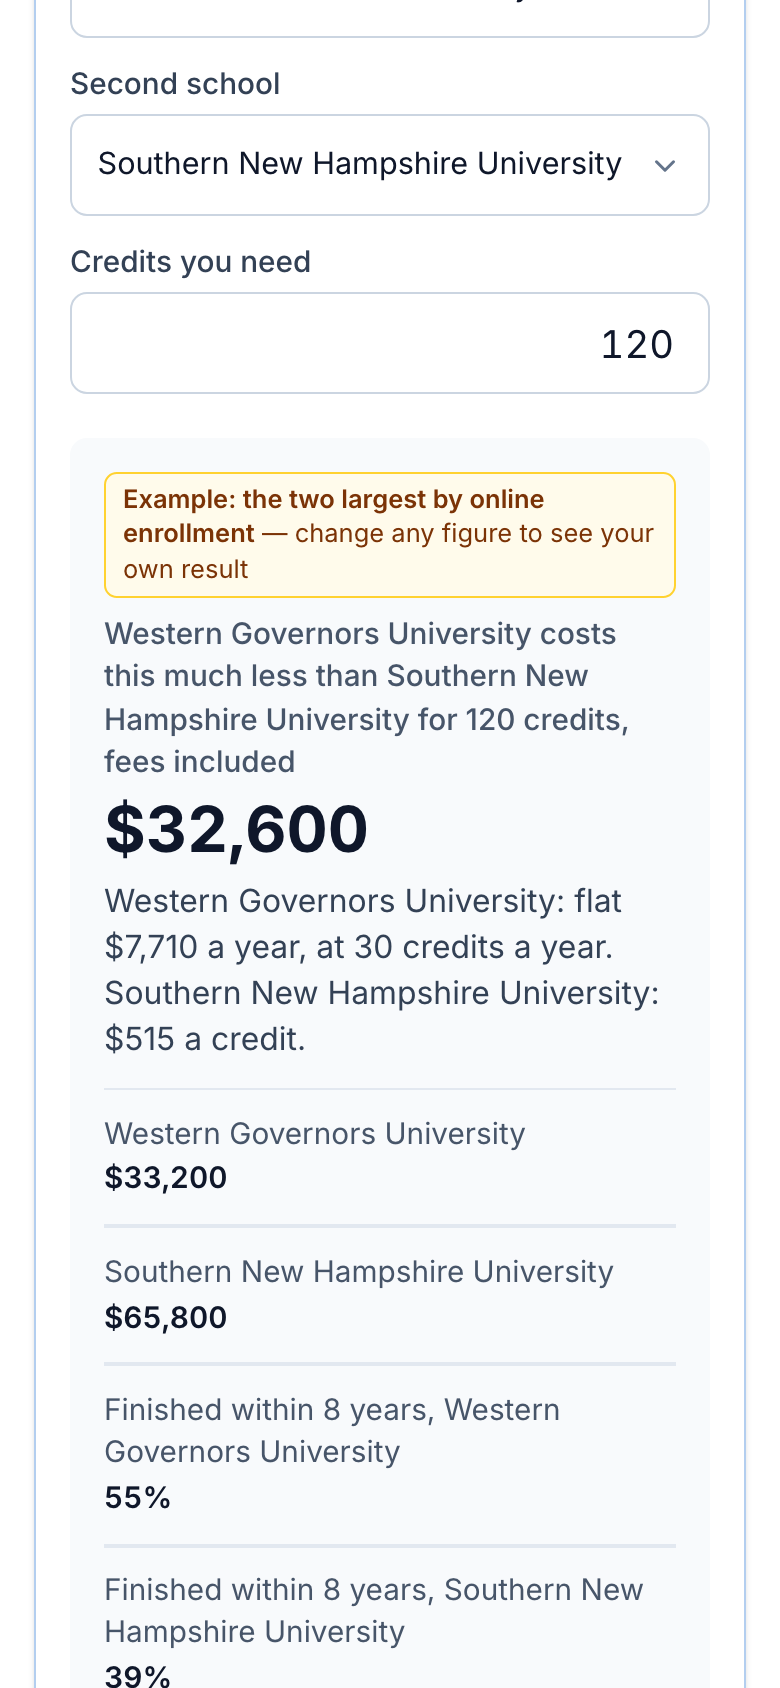 Second school
Southern New Hampshire University
Credits you need
120
Example: the two largest by online
enrollment — change any figure to see your
own result
Western Governors University costs
this much less than Southern New
Hampshire University for 120 credits,
fees included
$32,600
Western Governors University: flat
$7,710 a year, at 30 credits a year.
Southern New Hampshire University:
$515 a credit.
Western Governors University
$33,200
Southern New Hampshire University
$65,800
Finished within 8 years, Western
Governors University
55%
Finished within 8 years, Southern New
Hampshire University
39%